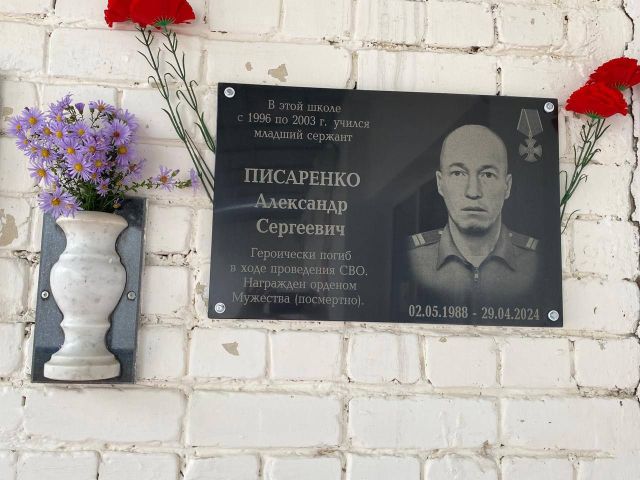 В этой школе
с 1996 по 2003 г. учился
младший сержант
ПИСАРЕНКО
Александр
Сергеевич
Героически погиб
в ходе проведения СВО.
Награжден орденом
Мужества (посмертно).
02.05.1988 - 29.04.2024